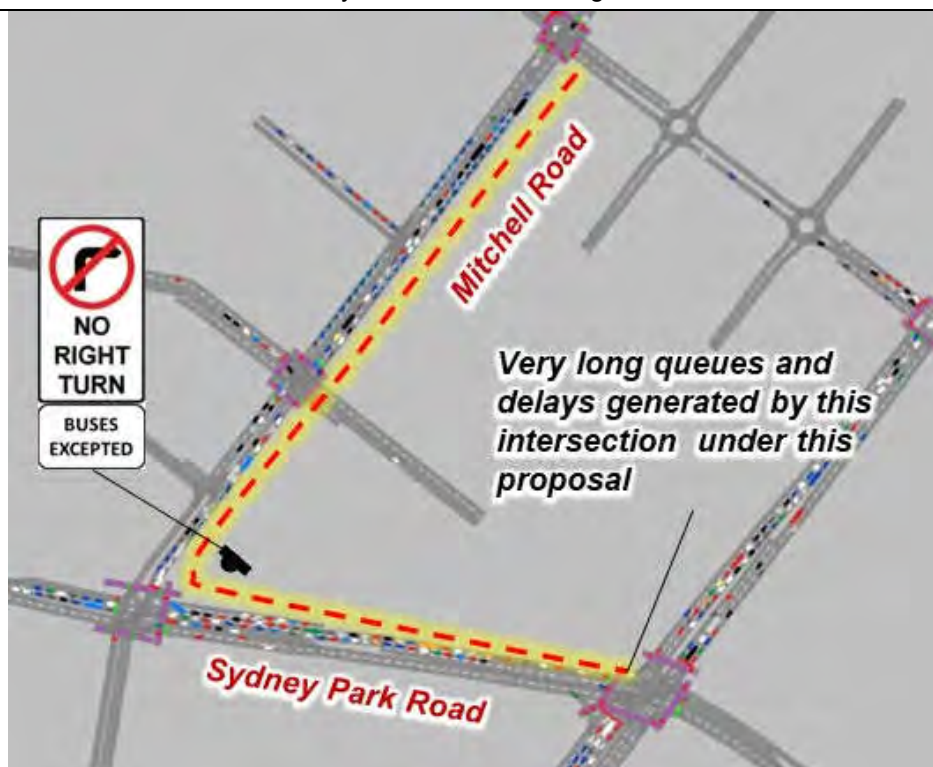 Mitchell Road
NO
RIGHT
TURN
BUSES
EXCEPTED
Very long queues and
delays generated by this
intersection under this
proposal
Sydney Park Road